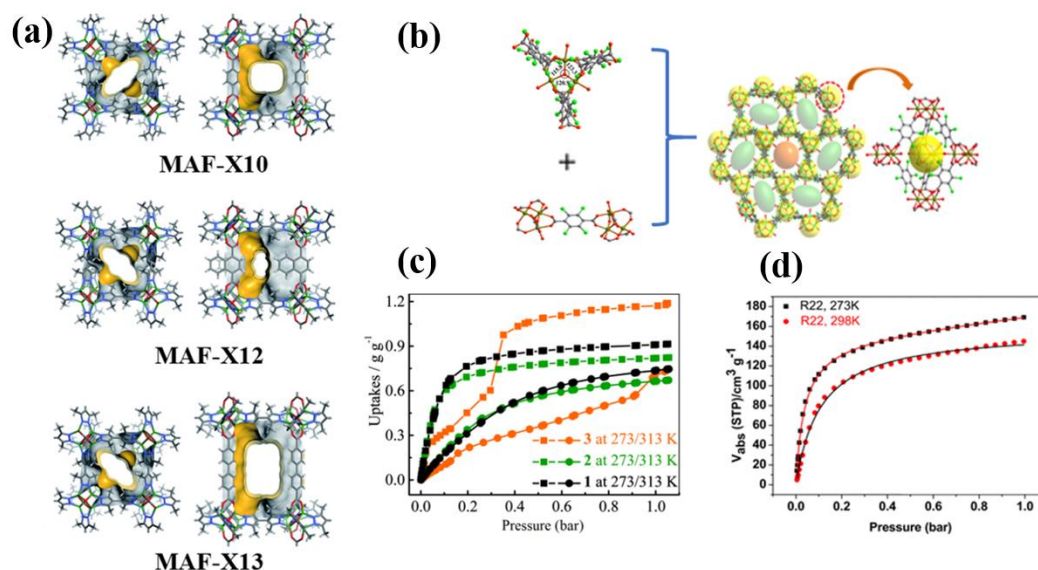 (a)
MAF-X10
MAF-X12
MAF-X13
(b)
+
(c)
1.2
0.9
0.6
0.3
0.0
Uptakes / g g⁻¹
3 at 273/313 K
2 at 273/313 K
1 at 273/313 K
0.0 0.2 0.4 0.6 0.8 1.0
Pressure (bar)
(d)
180
160
140
120
100
80
60
40
20
0
Vabs (STP)/cm³ g⁻¹
R22, 273K
R22, 298K
0.0 0.2 0.4 0.6 0.8 1.0
Pressure (bar)